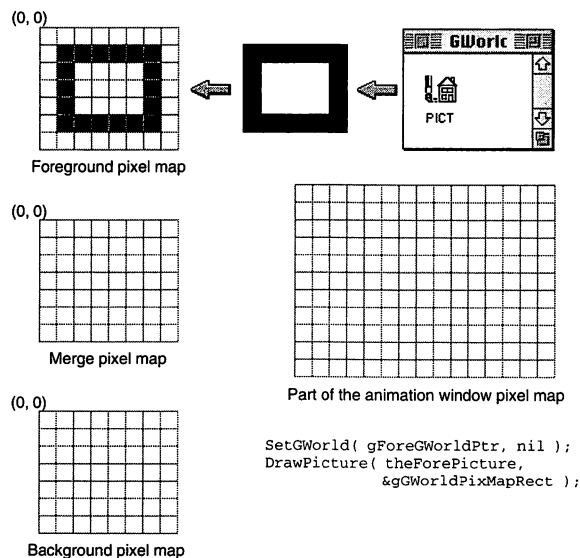 (0, 0)
GWorlc
PICT
Foreground pixel map
(0, 0)
Merge pixel map
Part of the animation window pixel map
(0, 0)
SetGWorld( gForeGWorldPtr, nil );
DrawPicture( theForePicture,
&gGWorldPixMapRect );
Background pixel map